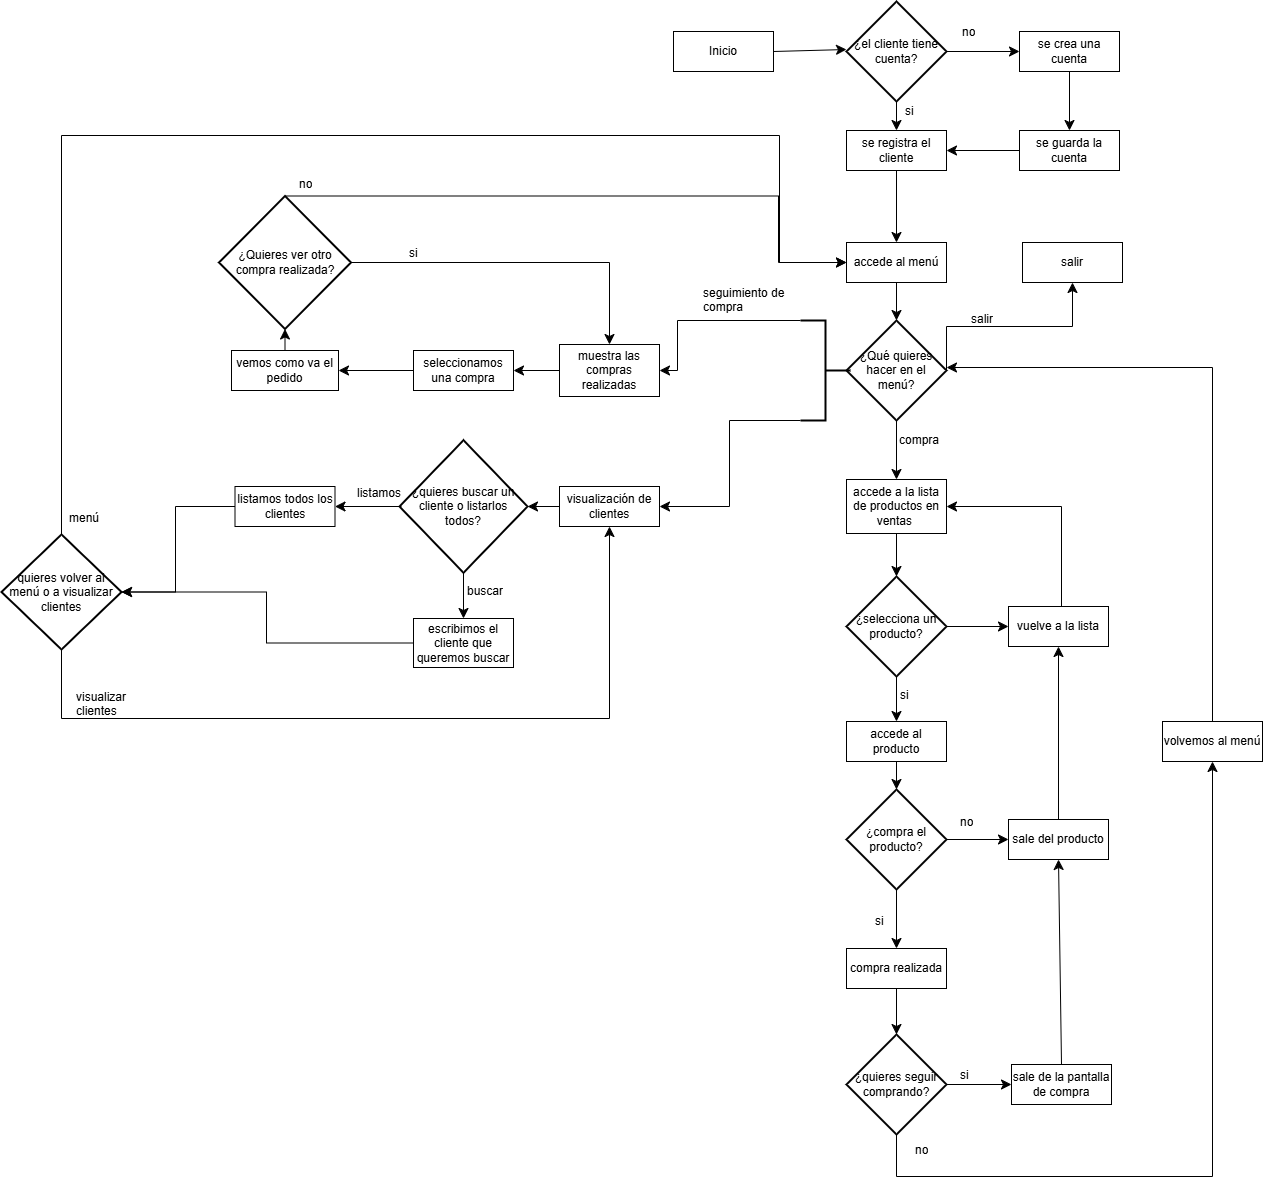 Inicio
¿el cliente tiene
cuenta?
no
se crea una
cuenta
si
se registra el
cliente
se guarda la
cuenta
no
¿Quieres ver otro
compra realizada?
si
accede al menú
salir
seguimiento de
compra
salir
vemos como va el
pedido
seleccionamos
una compra
muestra las
compras
realizadas
¿Qué quieres
hacer en el
menú?
compra
listamos todos los
clientes
listamos
¿quieres buscar un
cliente o listarlos
todos?
visualización de
clientes
accede a la lista
de productos en
ventas
menú
quieres volver al
menú o a visualizar
clientes
buscar
escribimos el
cliente que
queremos buscar
¿selecciona un
producto?
vuelve a la lista
visualizar
clientes
si
accede al
producto
volvemos al menú
¿compra el
producto?
no
sale del producto
si
compra realizada
¿quieres seguir
comprando?
si
sale de la pantalla
de compra
no